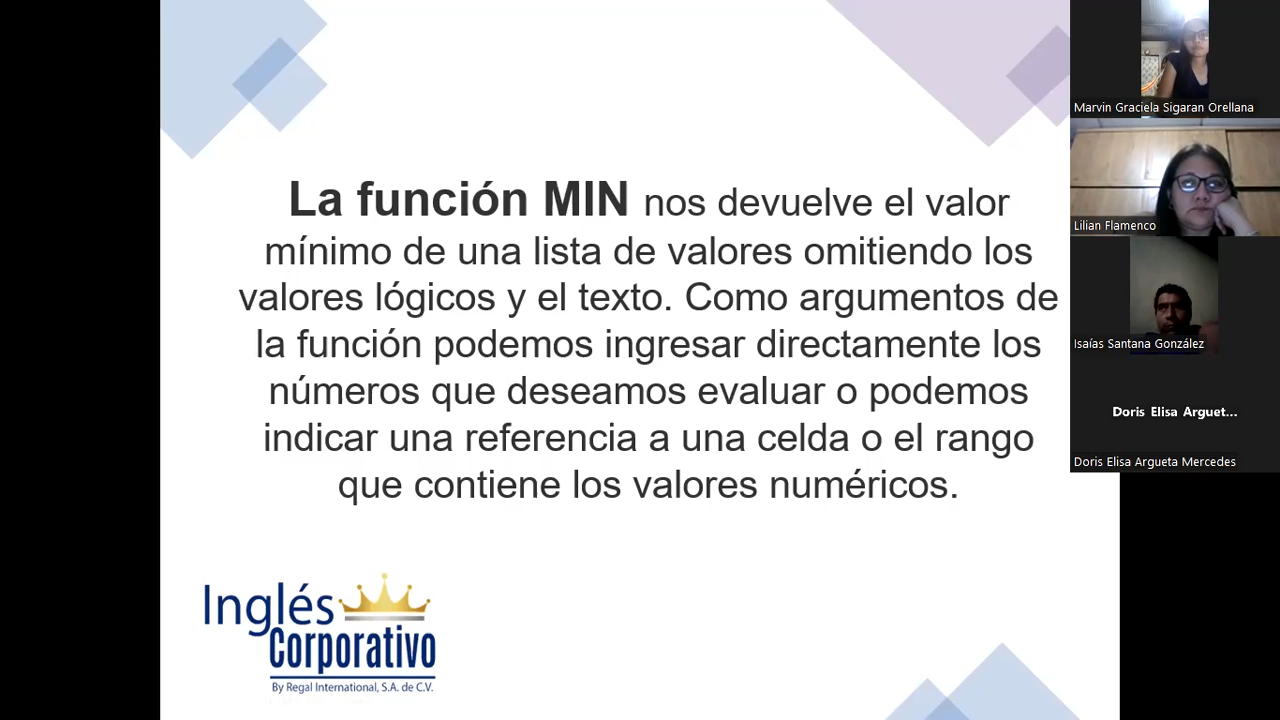 La función MIN nos devuelve el valor
mínimo de una lista de valores omitiendo los
valores lógicos y el texto. Como argumentos de
la función podemos ingresar directamente los
números que deseamos evaluar o podemos
indicar una referencia a una celda o el rango
que contiene los valores numéricos.
Inglés
Corporativo
By Regal International, S.A. de C.V.
Marvin Graciela Sigaran Orellana
Lilian Flamenco
Isaías Santana González
Doris Elisa Arguet...
Doris Elisa Argueta Mercedes